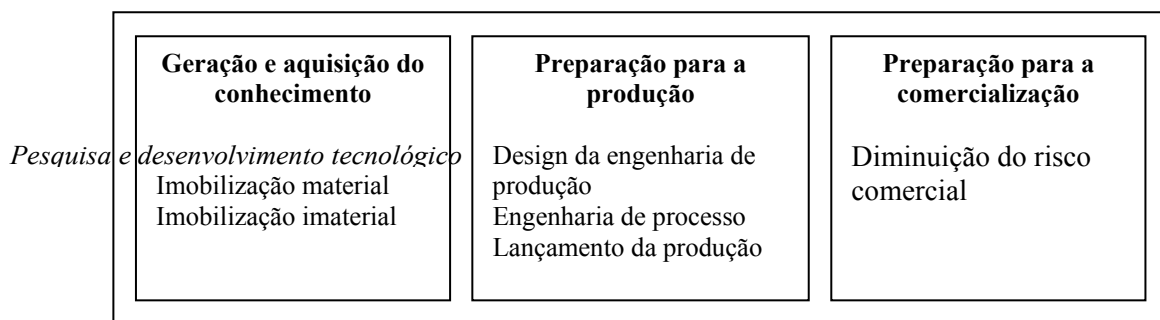 Geração e aquisição do
conhecimento
Pesquisa e desenvolvimento tecnológico
Imobilização material
Imobilização imaterial
Preparação para a
produção
Design da engenharia de
produção
Engenharia de processo
Lançamento da produção
Preparação para a
comercialização
Diminuição do risco
comercial